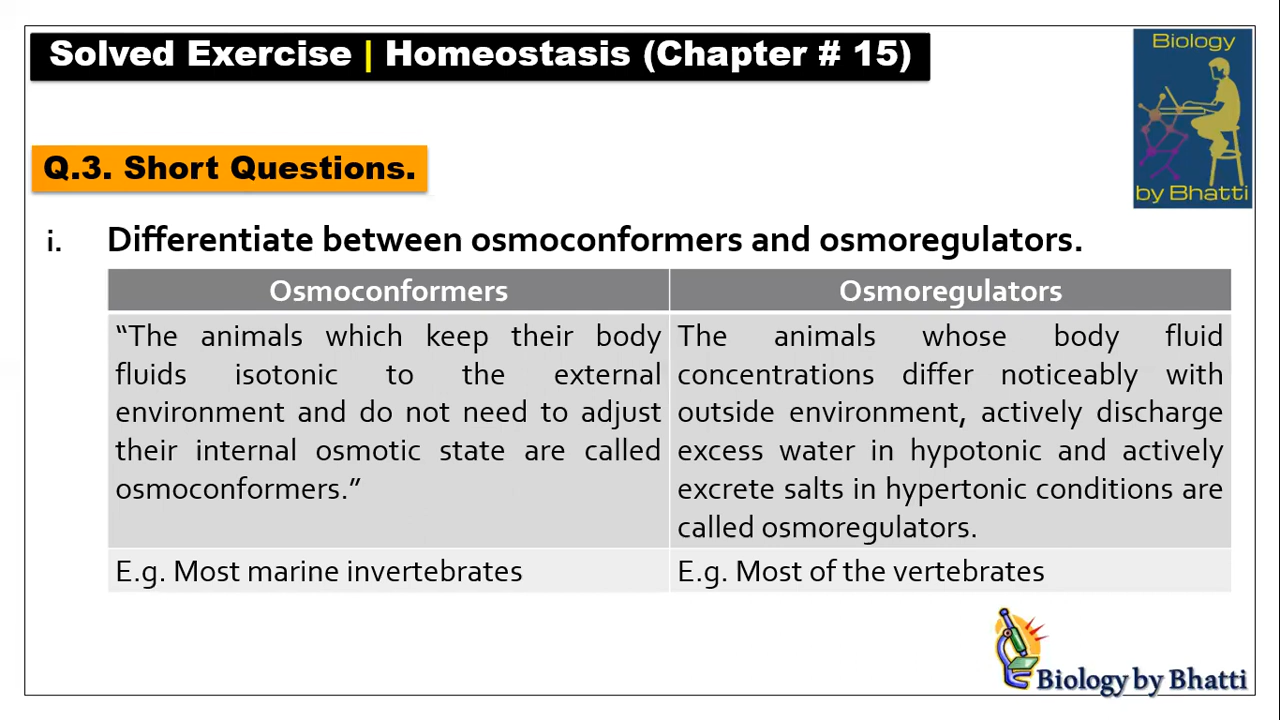 Solved Exercise | Homeostasis (Chapter # 15)
Biology
by Bhatti
Q.3. Short Questions.
i. Differentiate between osmoconformers and osmoregulators.
Osmoconformers
“The animals which keep their body
fluids isotonic to the external
environment and do not need to adjust
their internal osmotic state are called
osmoconformers.”
E.g. Most marine invertebrates
Osmoregulators
The animals whose body fluid
concentrations differ noticeably with
outside environment, actively discharge
excess water in hypotonic and actively
excrete salts in hypertonic conditions are
called osmoregulators.
E.g. Most of the vertebrates
Biology by Bhatti